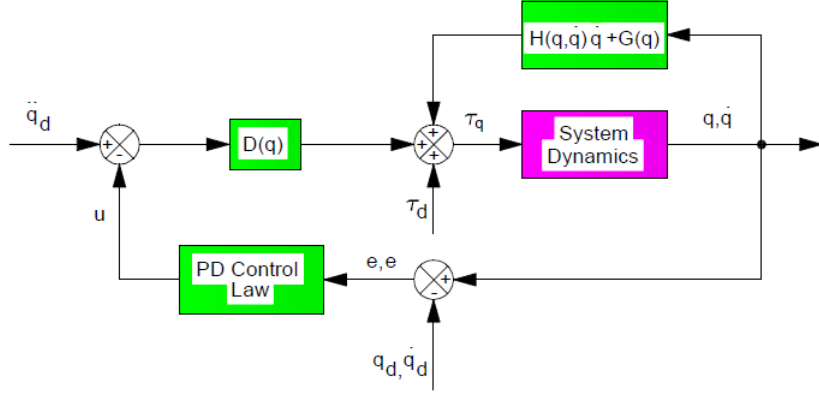 H(q,q̇) q̇ +G(q)
q̈d
+
-
D(q)
+
+
+
τq
System
Dynamics
q,q̇
τd
u
PD Control
Law
e,e
+
-
qd,q̇d